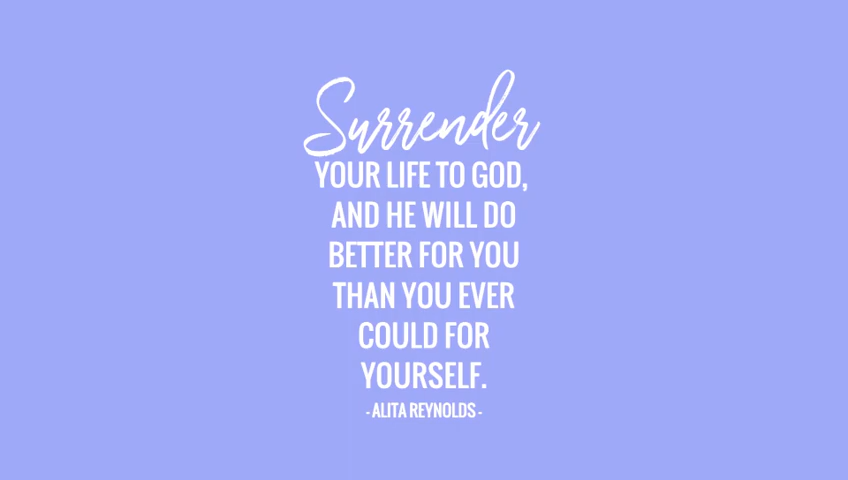 Surrender
YOUR LIFE TO GOD,
AND HE WILL DO
BETTER FOR YOU
THAN YOU EVER
COULD FOR
YOURSELF.
- ALITA REYNOLDS -